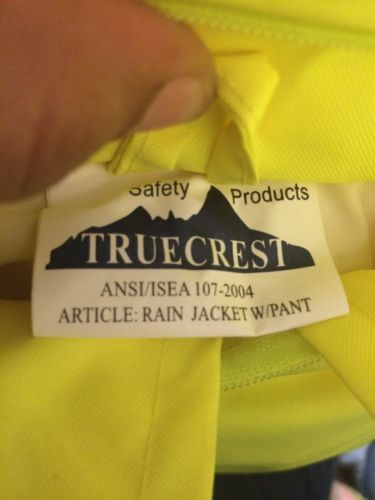 Safety Products
TRUECREST
ANSI/ISEA 107-2004
ARTICLE: RAIN JACKET W/PANT